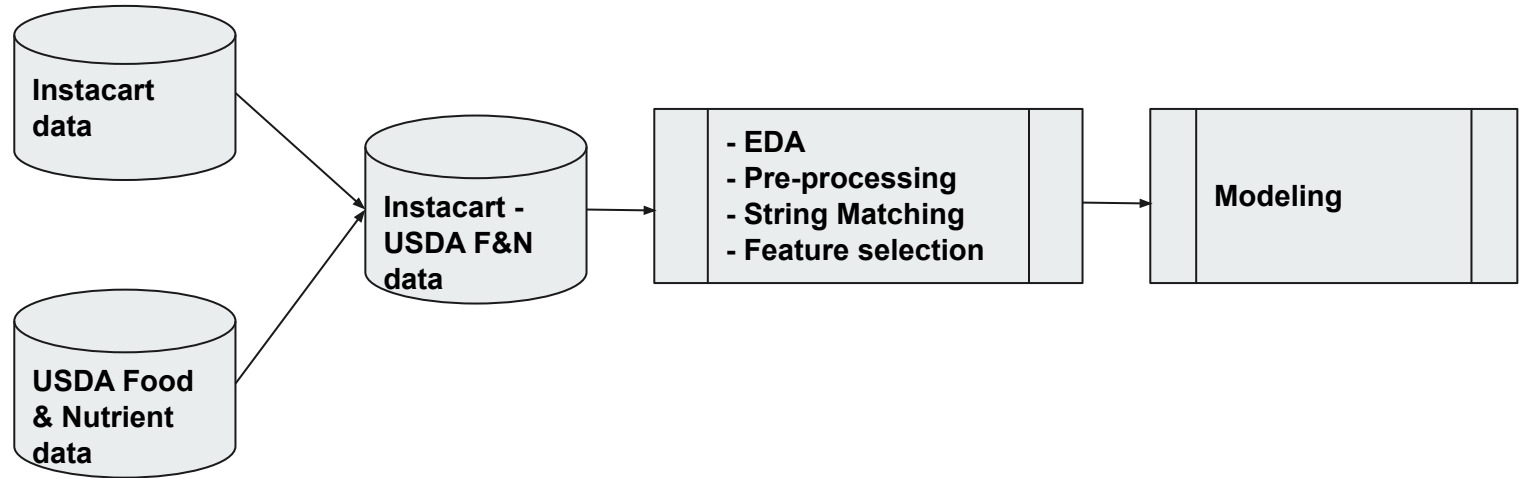 Instacart
data
Instacart -
USDA F&N
data
USDA Food
& Nutrient
data
- EDA
- Pre-processing
- String Matching
- Feature selection
Modeling